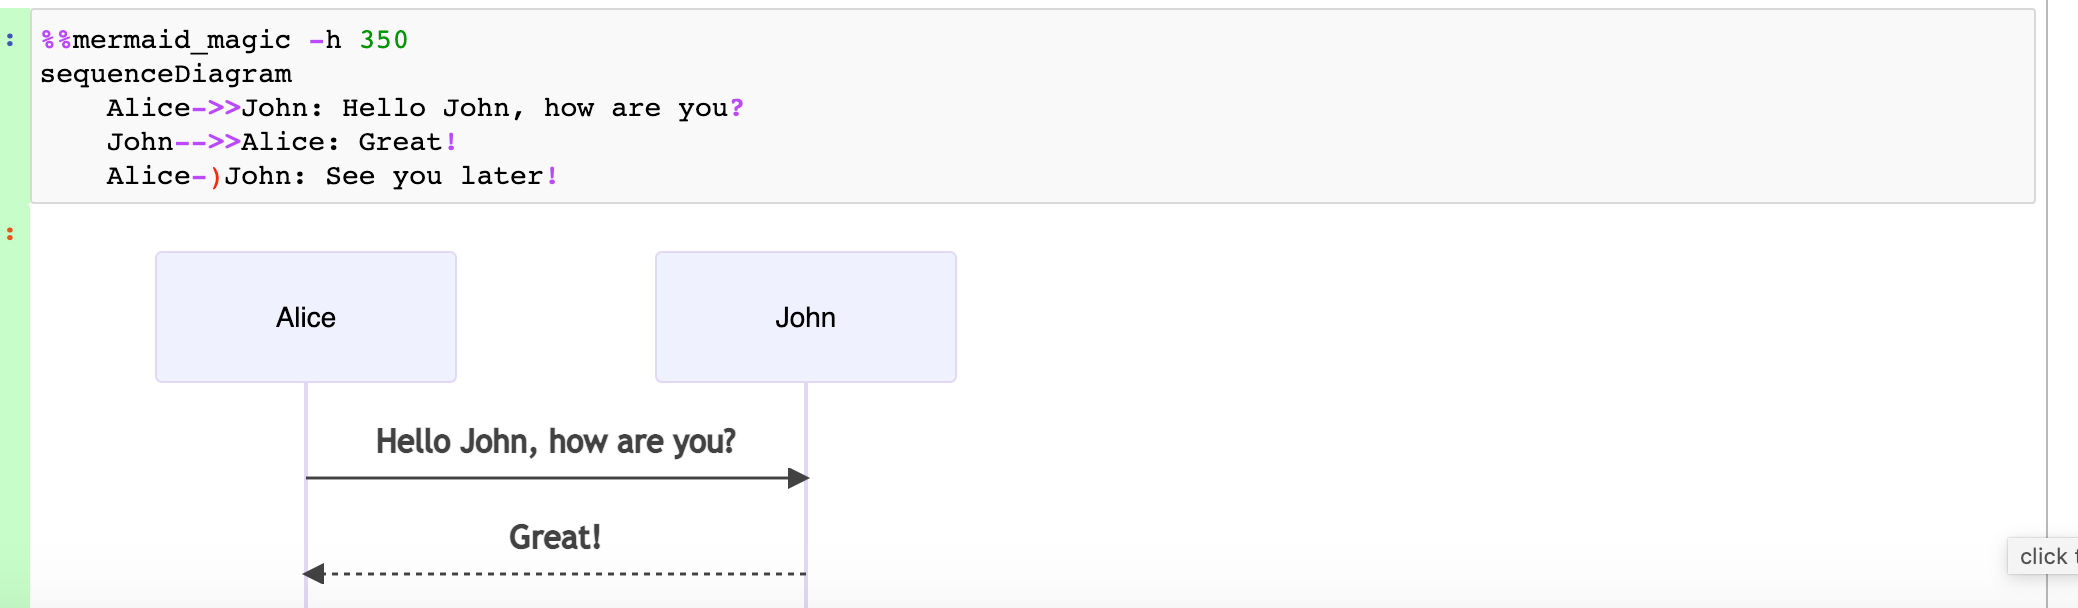 :
%%mermaid_magic -h 350
sequenceDiagram
    Alice->>John: Hello John, how are you?
    John-->>Alice: Great!
    Alice-)John: See you later!
:
Alice
John
Hello John, how are you?
Great!
click